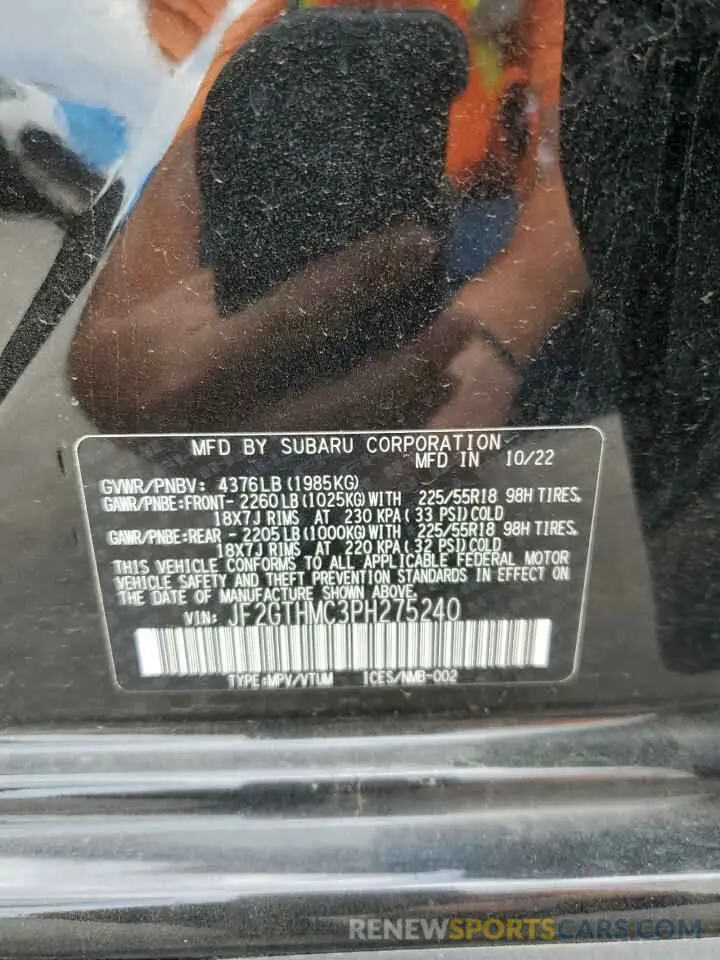 MFD BY SUBARU CORPORATION
MFD IN 10/22
GVWR/PNBV: 4376LB (1985KG)
GAWR/PNBE:FRONT- 2260LB (1025KG) WITH 225/55R18 98H TIRES,
18X7J RIMS AT 230 KPA( 33 PSI) COLD
GAWR/PNBE:REAR - 2205LB (1000KG) WITH 225/55R18 98H TIRES,
18X7J RIMS AT 220 KPA( 32 PSI) COLD
THIS VEHICLE CONFORMS TO ALL APPLICABLE FEDERAL MOTOR
VEHICLE SAFETY AND THEFT PREVENTION STANDARDS IN EFFECT ON
THE DATE OF MANUFACTURE SHOWN ABOVE.
VIN: JF2GTHMC3PH275240
TYPE:MPV/VTUM ICES/NMB-002
RENEWSPORTSCARS.COM